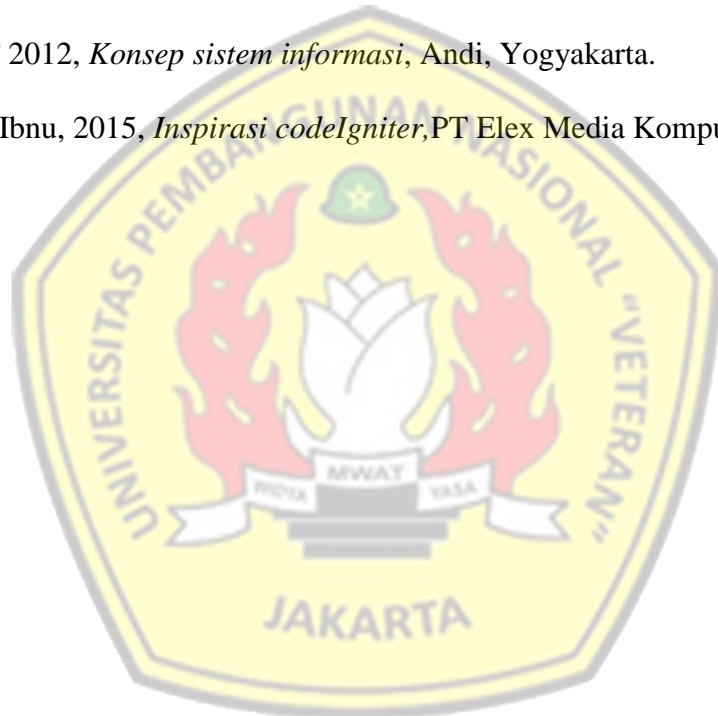 2012, Konsep sistem informasi, Andi, Yogyakarta.
Ibnu, 2015, Inspirasi codeIgniter,PT Elex Media Kompu
UNIVERSITAS PEMBANGUNAN NASIONAL "VETERAN"
WIDYA MWAT YASA
JAKARTA